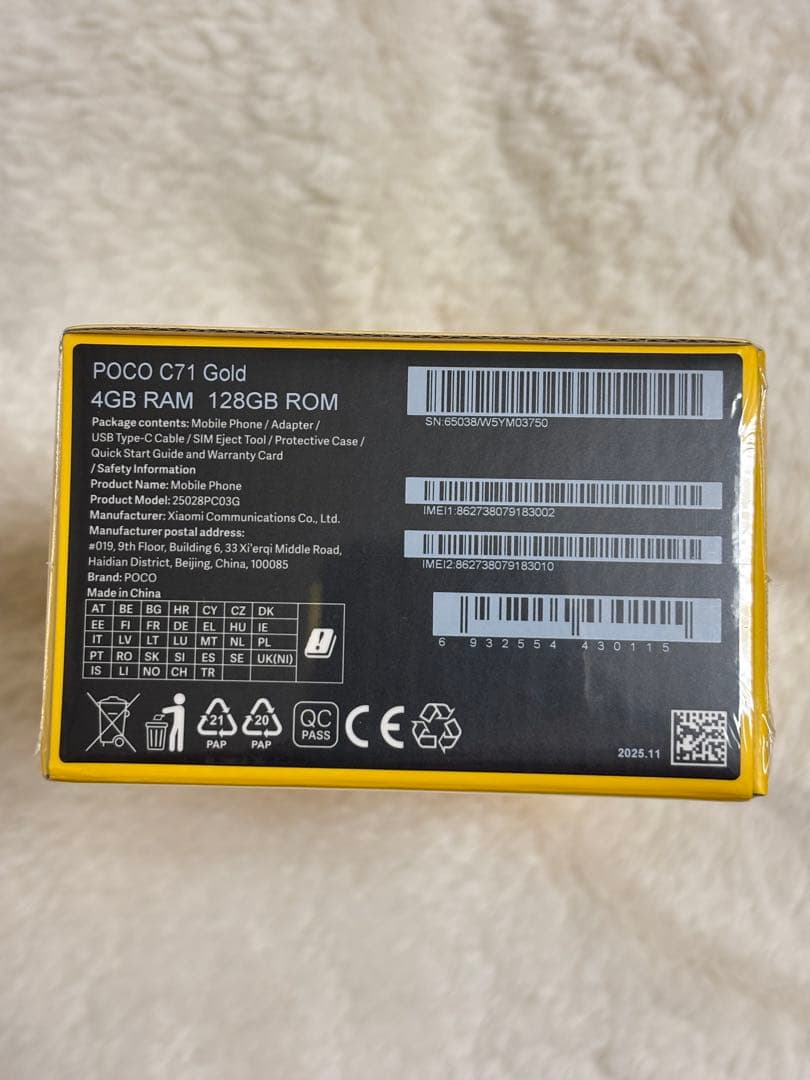 POCO C71 Gold
4GB RAM 128GB ROM
Package contents: Mobile Phone / Adapter /
USB Type-C Cable / SIM Eject Tool / Protective Case /
Quick Start Guide and Warranty Card
/ Safety Information
Product Name: Mobile Phone
Product Model: 25028PC03G
Manufacturer: Xiaomi Communications Co., Ltd.
Manufacturer postal address:
#019, 9th Floor, Building 6, 33 Xi'erqi Middle Road,
Haidian District, Beijing, China, 100085
Brand: POCO
Made in China
AT BE BG HR CY CZ DK
EE FI FR DE EL HU IE
IT LV LT LU MT NL PL
PT RO SK SI ES SE UK(NI)
IS LI NO CH TR
21 PAP
20 PAP
QC PASS
CE
SN:65038/W5YM03750
IMEI1:862738079183002
IMEI2:862738079183010
6 932554 430115
2025.11